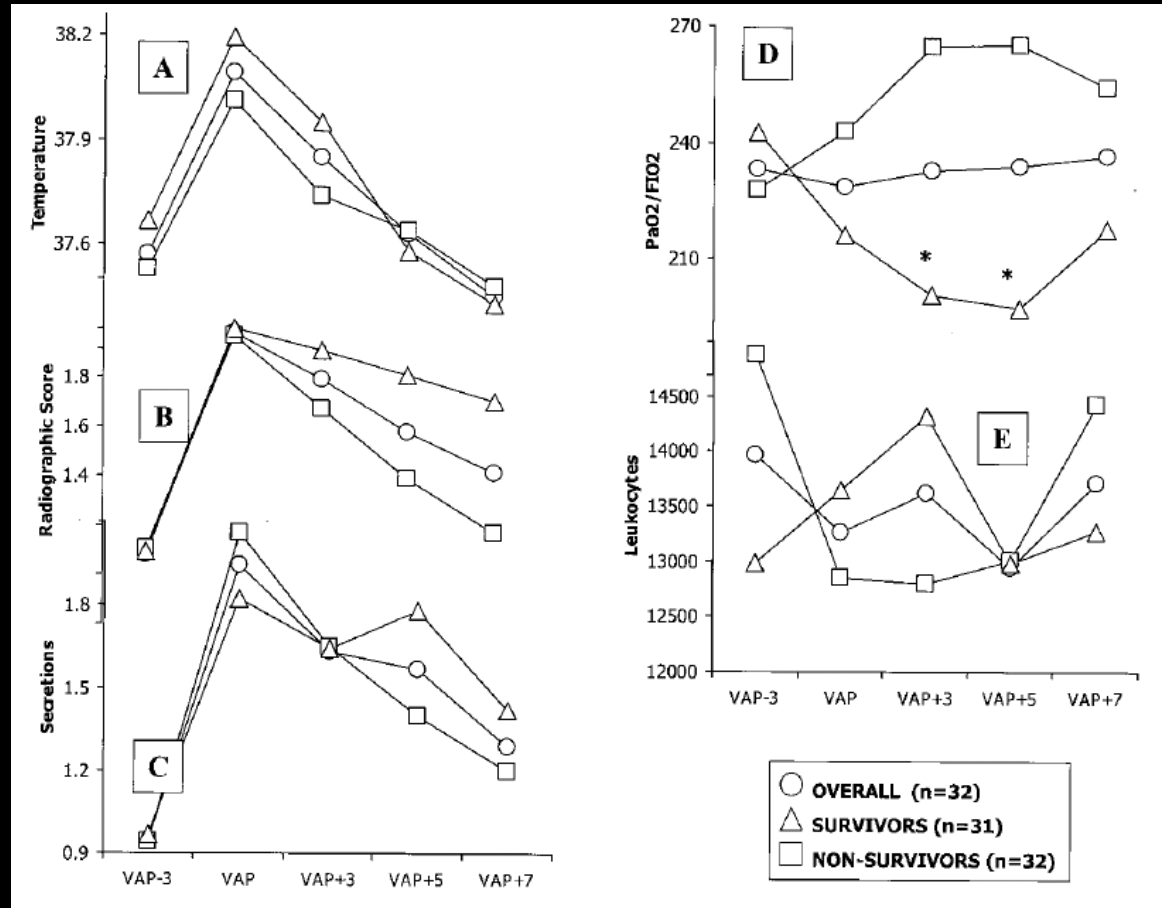 A
38.2
37.9
37.6
Temperature
B
1.8
1.6
1.4
Radiographic Score
C
1.8
1.5
1.2
0.9
Secretions
VAP-3 VAP VAP+3 VAP+5 VAP+7
D
270
240
210
PaO2/FIO2
*
*
E
14500
14000
13500
13000
12500
12000
Leukocytes
VAP-3 VAP VAP+3 VAP+5 VAP+7
OVERALL (n=32)
SURVIVORS (n=31)
NON-SURVIVORS (n=32)